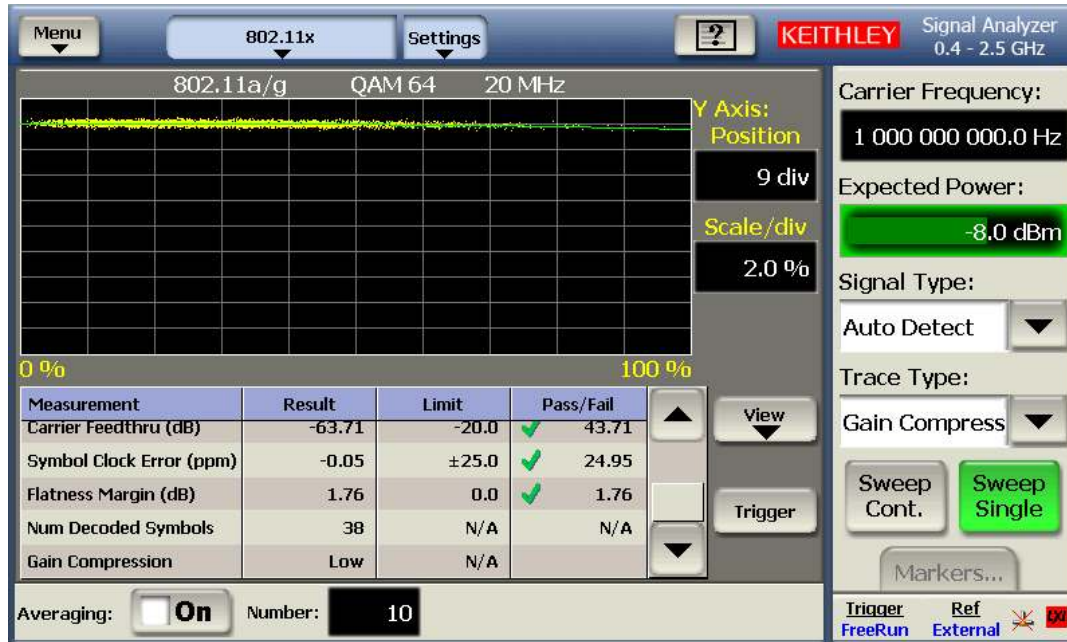 Menu
802.11x
Settings
?
KEITHLEY
Signal Analyzer
0.4 - 2.5 GHz
802.11a/g QAM 64 20 MHz
Y Axis:
Position
9 div
Scale/div
2.0 %
0 %
100 %
Measurement Result Limit Pass/Fail
Carrier Feedthru (dB) -63.71 -20.0 43.71
Symbol Clock Error (ppm) -0.05 ±25.0 24.95
Flatness Margin (dB) 1.76 0.0 1.76
Num Decoded Symbols 38 N/A N/A
Gain Compression Low N/A
View
Trigger
Averaging: On Number: 10
Carrier Frequency:
1 000 000 000.0 Hz
Expected Power:
-8.0 dBm
Signal Type:
Auto Detect
Trace Type:
Gain Compress
Sweep
Cont.
Sweep
Single
Markers...
Trigger
FreeRun
Ref
External